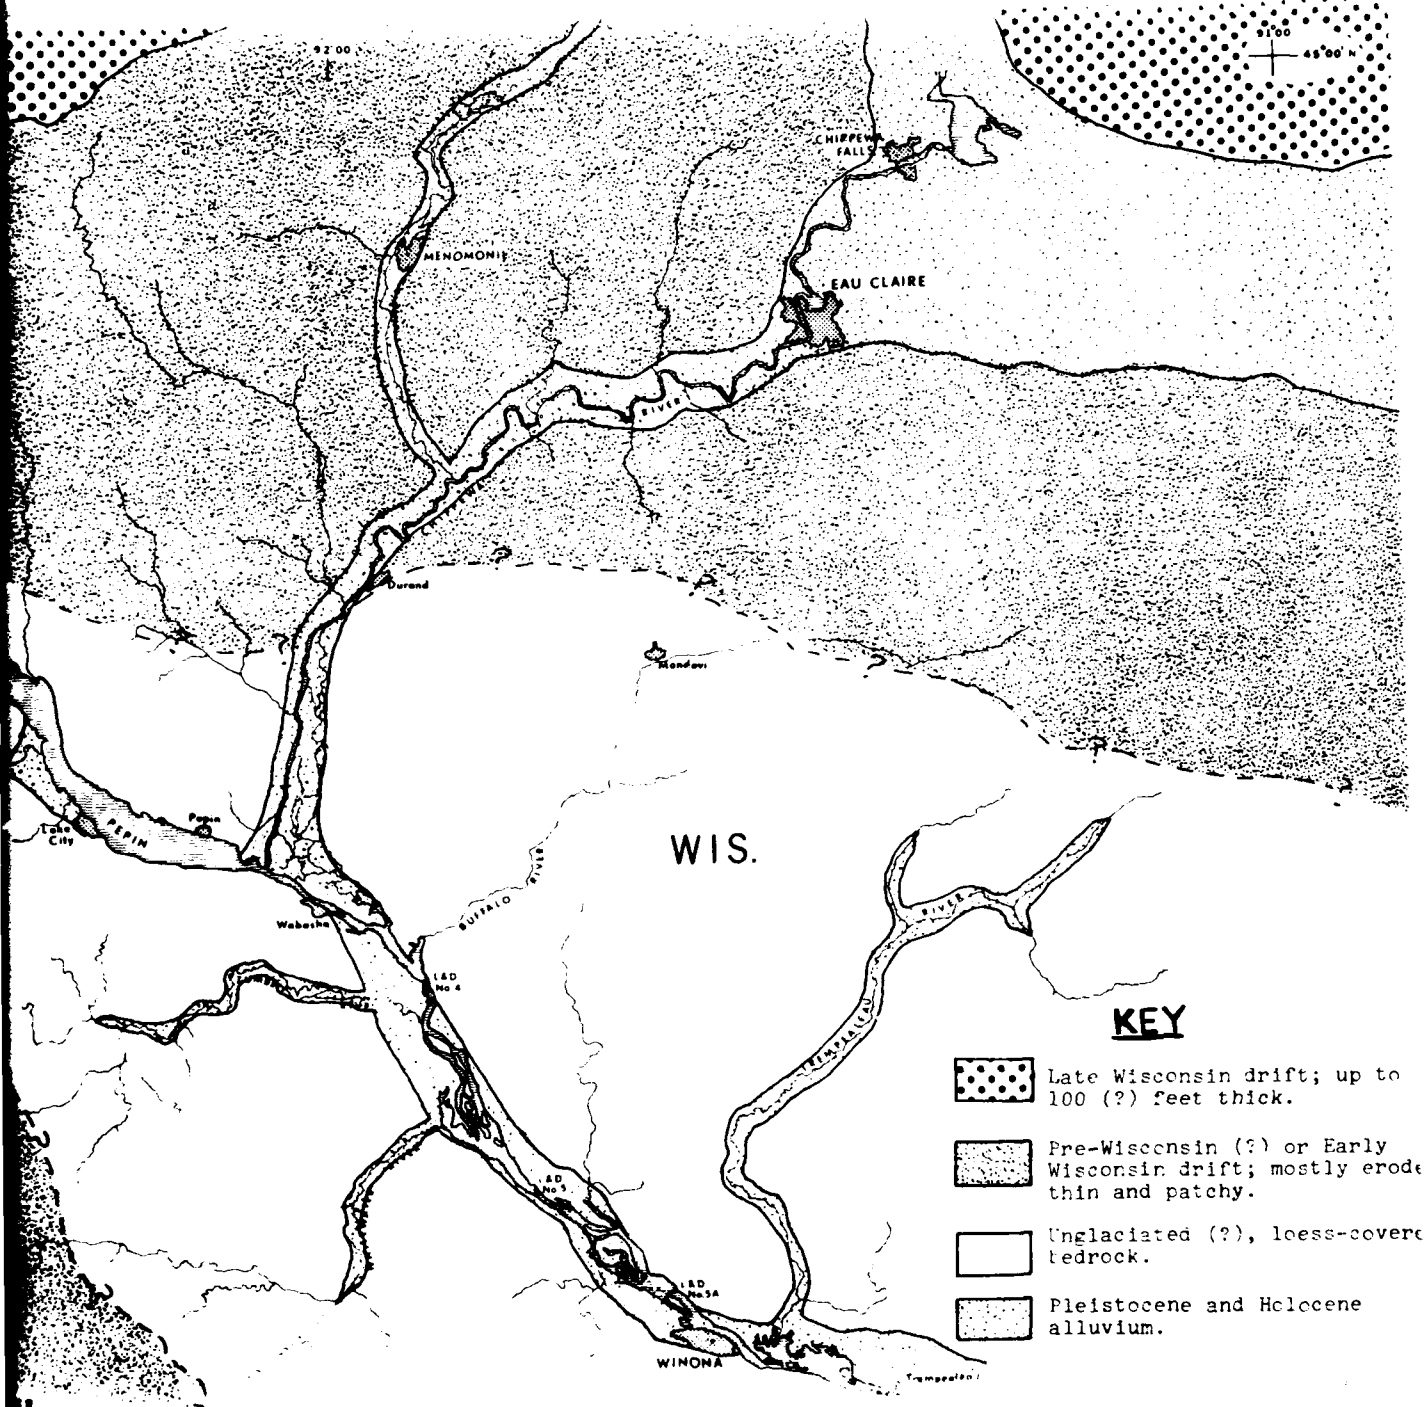 92°00
91°00
45°00' N
CHIPPEWA
FALLS
MENOMONIE
EAU CLAIRE
RIVER
Durand
Mondovi
Pepin
Lake
City
PEPIN
WIS.
BUFFALO RIVER
RIVER
Wabasha
L&D
No 4
TREMPEALEAU
KEY
Late Wisconsin drift; up to
100 (?) feet thick.
Pre-Wisconsin (?) or Early
Wisconsin drift; mostly erode
thin and patchy.
Unglaciated (?), loess-covere
bedrock.
Pleistocene and Holocene
alluvium.
L&D
No 5
L&D
No.5A
WINONA
Trempealeau
?
?
?
?
?
?